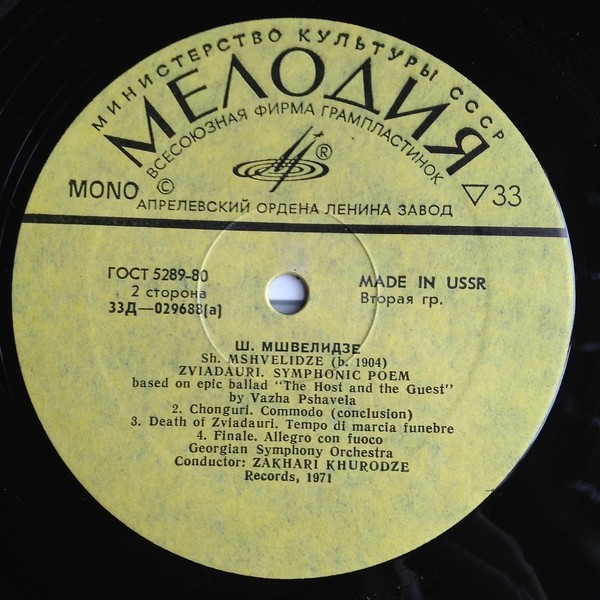 МИНИСТЕРСТВО КУЛЬТУРЫ СССР
МЕЛОДИЯ
ВСЕСОЮЗНАЯ ФИРМА ГРАМПЛАСТИНОК
®
MONO © ▽33
АПРЕЛЕВСКИЙ ОРДЕНА ЛЕНИНА ЗАВОД
ГОСТ 5289-80 MADE IN USSR
2 сторона Вторая гр.
33Д—029688(а)
Ш. МШВЕЛИДЗЕ
Sh. MSHVELIDZE (b. 1904)
ZVIADAURI. SYMPHONIC POEM
based on epic ballad "The Host and the Guest"
by Vazha Pshavela
2. Chonguri. Commodo (conclusion)
3. Death of Zviadauri. Tempo di marcia funebre
4. Finale. Allegro con fuoco
Georgian Symphony Orchestra
Conductor: ZAKHARI KHURODZE
Records, 1971